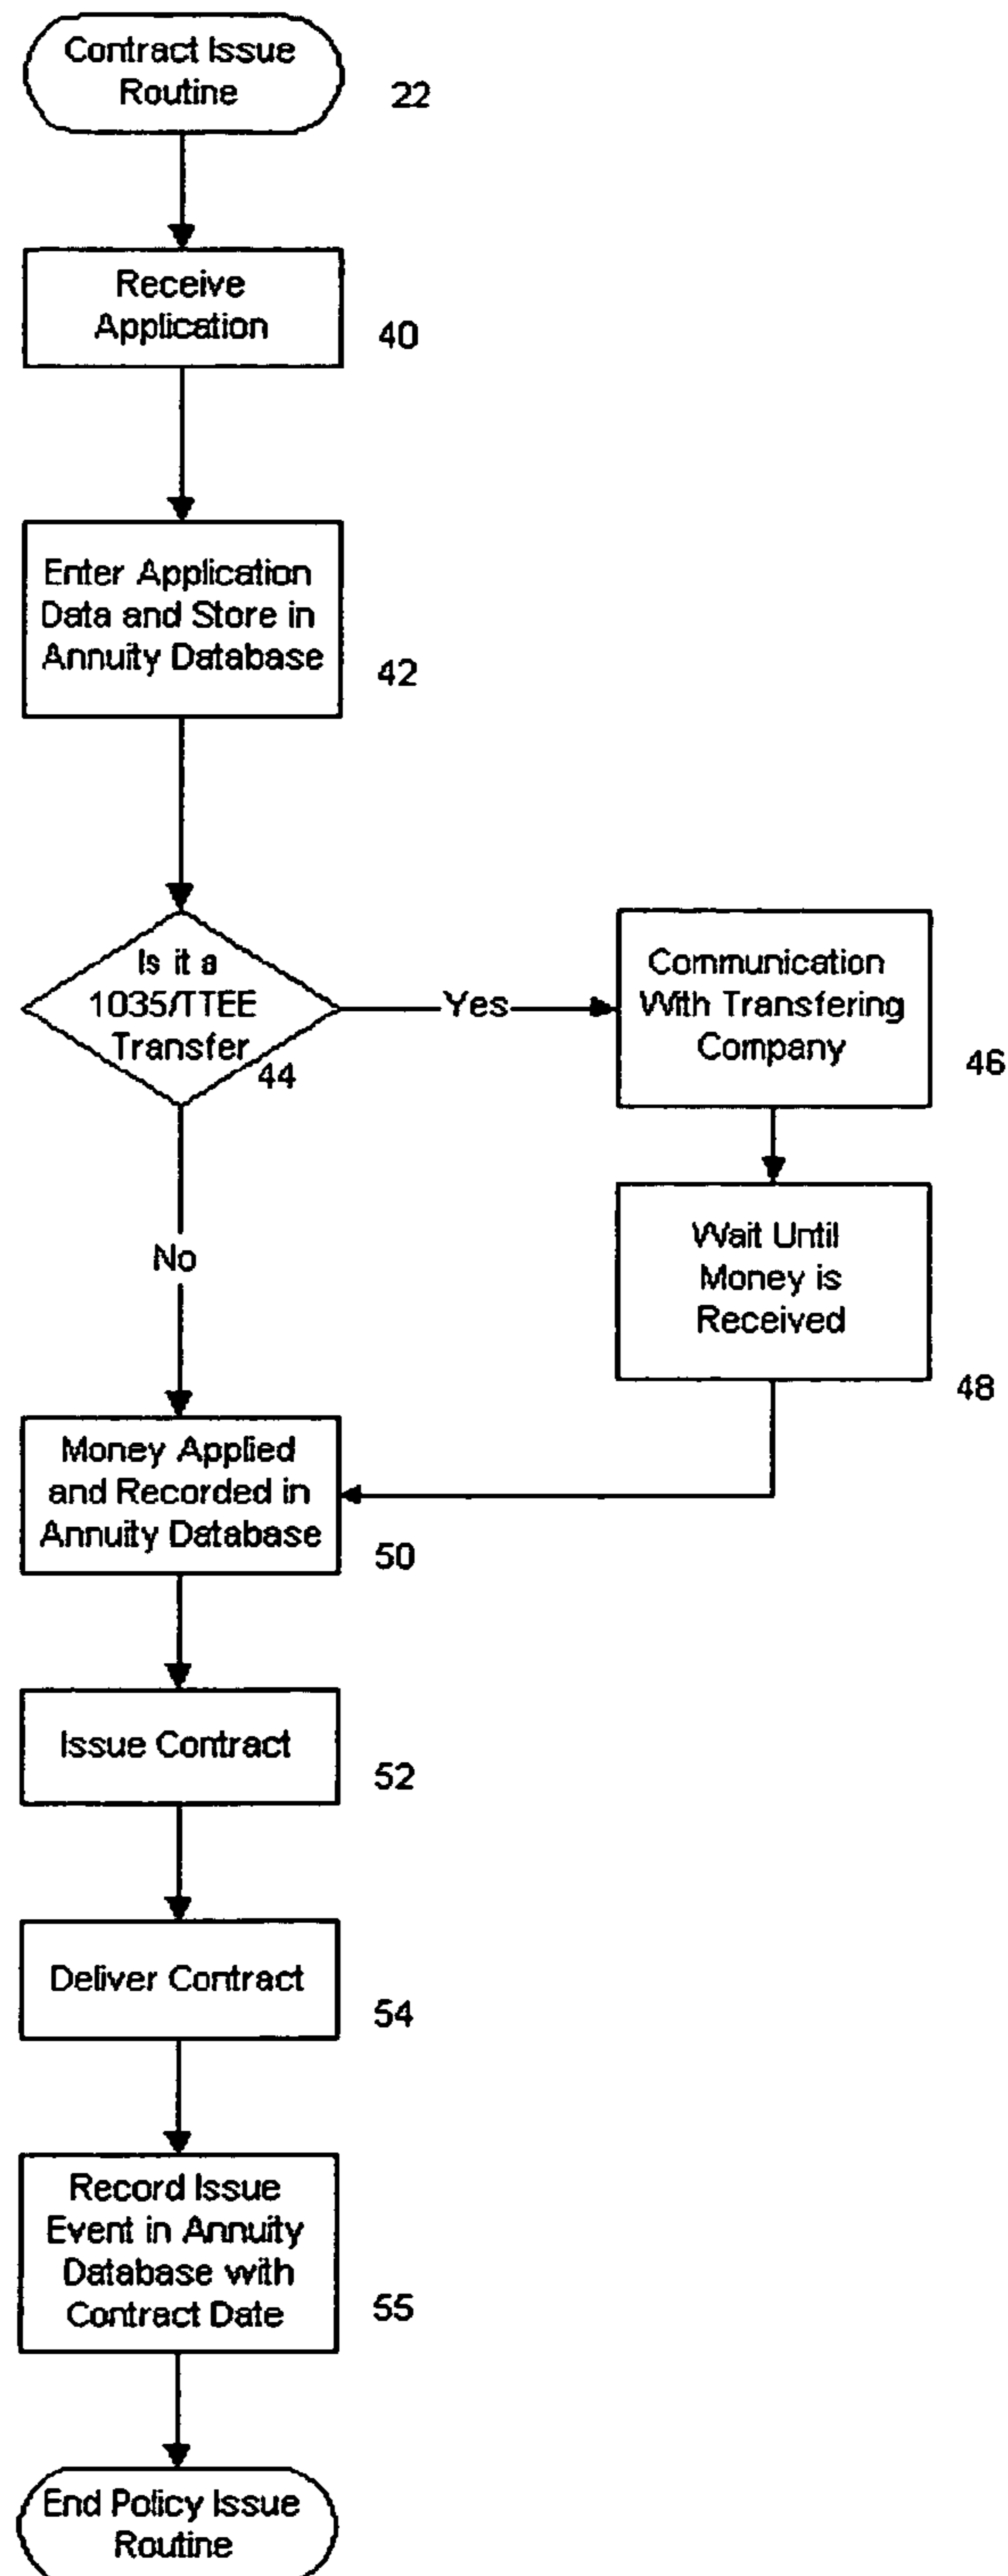 Contract Issue
Routine
22
Receive
Application
40
Enter Application
Data and Store in
Annuity Database
42
Is it a
1035/TTEE
Transfer
44
Yes
Communication
With Transfering
Company
46
Wait Until
Money is
Received
48
No
Money Applied
and Recorded in
Annuity Database
50
Issue Contract
52
Deliver Contract
54
Record Issue
Event in Annuity
Database with
Contract Date
55
End Policy Issue
Routine